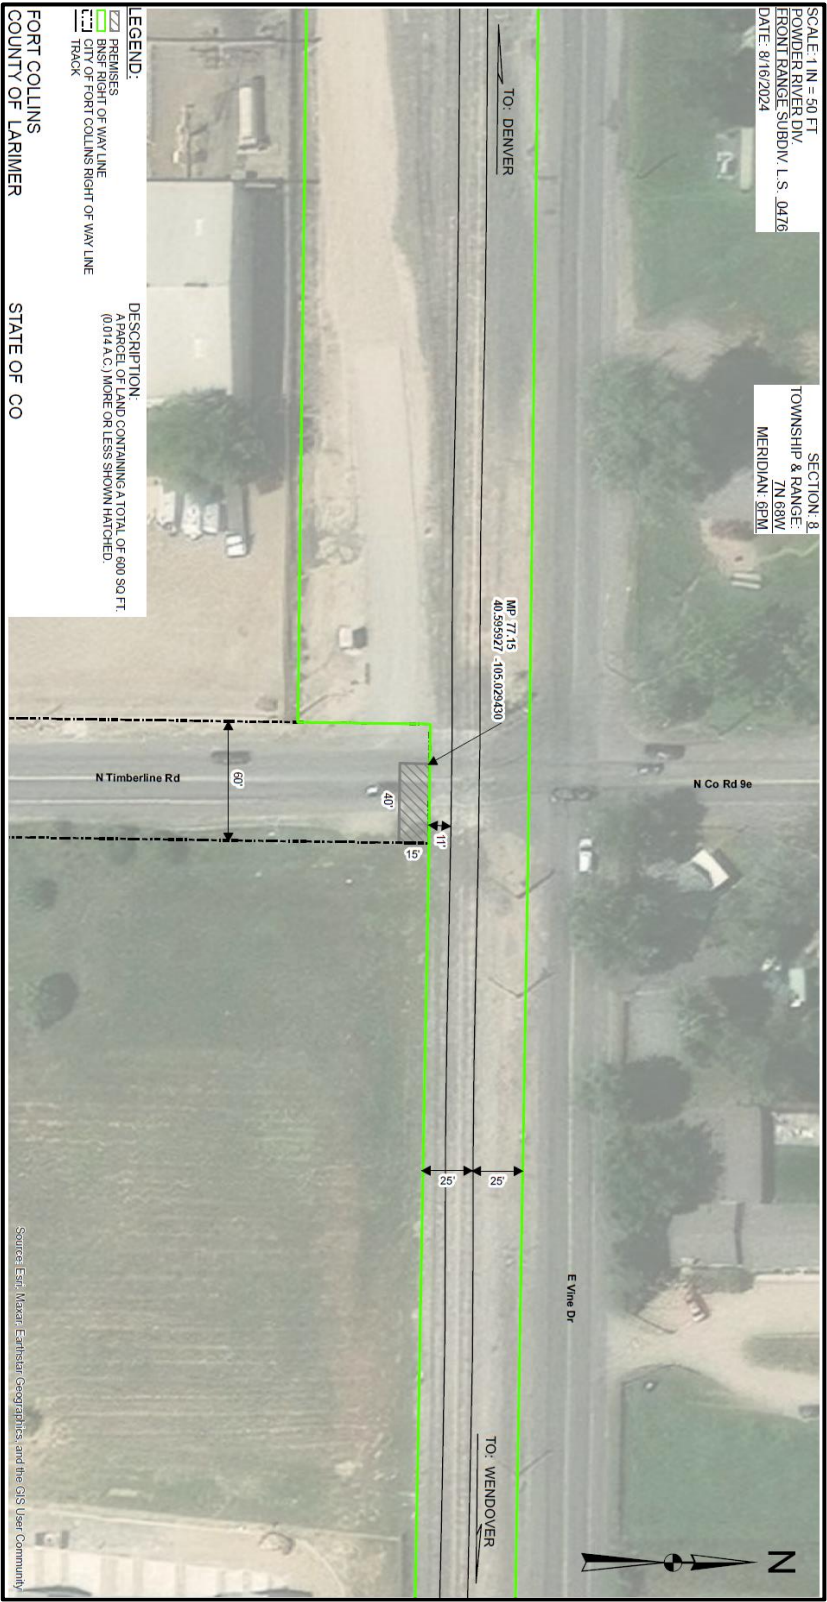 SCALE: 1 IN = 50 FT
POWDER RIVER DIV.
FRONT RANGE SUBDIV. L.S. 0476
DATE: 8/16/2024
SECTION: 8
TOWNSHIP & RANGE:
7N 68W
MERIDIAN: 6PM
TO: DENVER
MP 77.15
40.595927 -105.029430
N Co Rd 9e
E Vine Dr
TO: WENDOVER
N
N Timberline Rd
60'
40'
15'
11'
25'
25'
LEGEND:
PREMISES
BNSF RIGHT OF WAY LINE
CITY OF FORT COLLINS RIGHT OF WAY LINE
TRACK
DESCRIPTION:
A PARCEL OF LAND CONTAINING A TOTAL OF 600 SQ FT.
(0.014 A.C.) MORE OR LESS SHOWN HATCHED.
FORT COLLINS
COUNTY OF LARIMER
STATE OF CO
Source: Esri, Maxar, Earthstar Geographics, and the GIS User Community